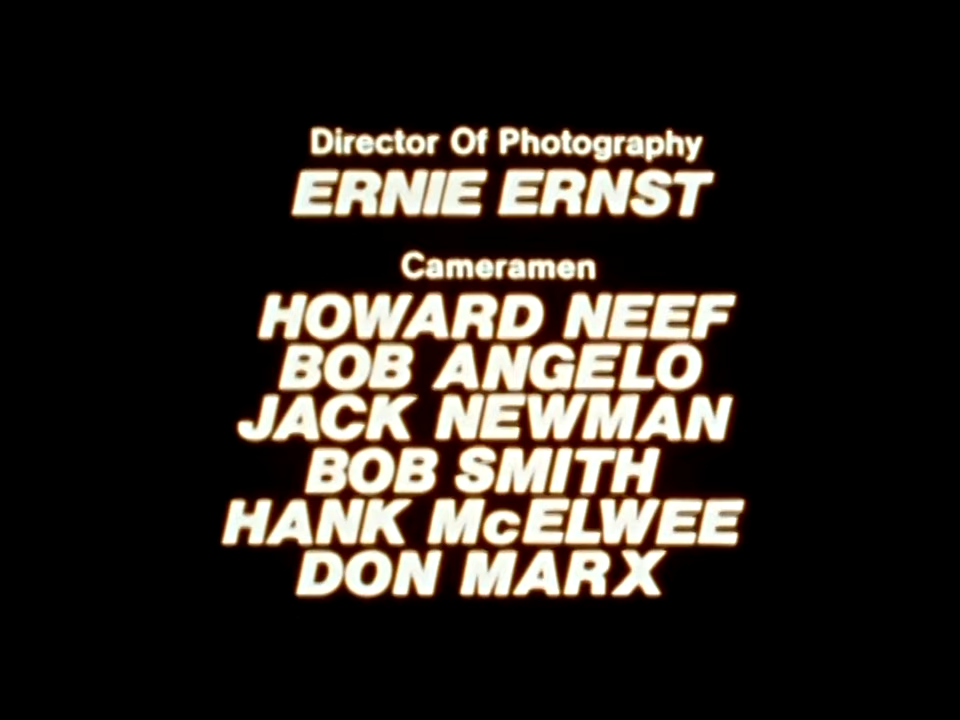 Director Of Photography
ERNIE ERNST
Cameramen
HOWARD NEEF
BOB ANGELO
JACK NEWMAN
BOB SMITH
HANK McELWEE
DON MARX